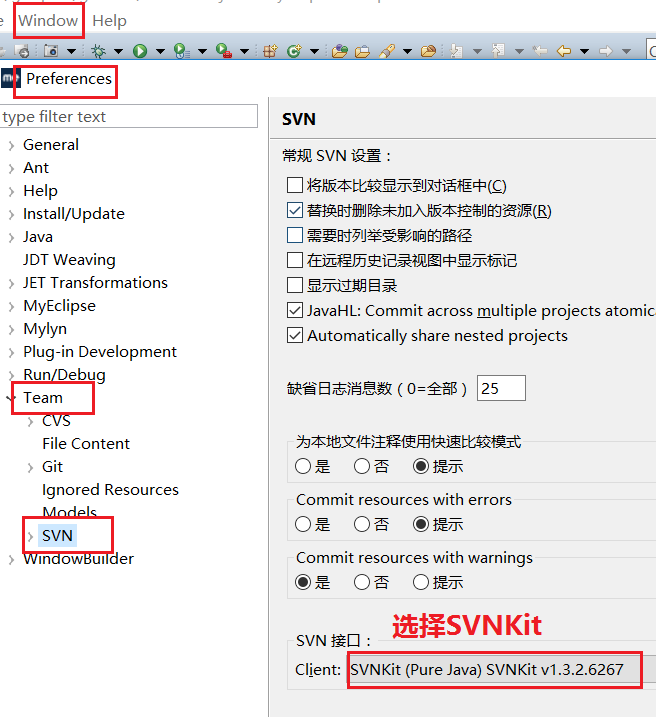 Window Help
Preferences
type filter text
General
Ant
Help
Install/Update
Java
JDT Weaving
JET Transformations
MyEclipse
Mylyn
Plug-in Development
Run/Debug
Team
CVS
File Content
Git
Ignored Resources
Models
SVN
WindowBuilder
SVN
常规 SVN 设置：
将版本比较显示到对话框中(C)
替换时删除未加入版本控制的资源(R)
需要时列举受影响的路径
在远程历史记录视图中显示标记
显示过期目录
JavaHL: Commit across multiple projects atomica
Automatically share nested projects
缺省日志消息数（0=全部） 25
为本地文件注释使用快速比较模式
是 否 提示
Commit resources with errors
是 否 提示
Commit resources with warnings
是 否 提示
选择SVNKit
SVN 接口：
Client: SVNKit (Pure Java) SVNKit v1.3.2.6267